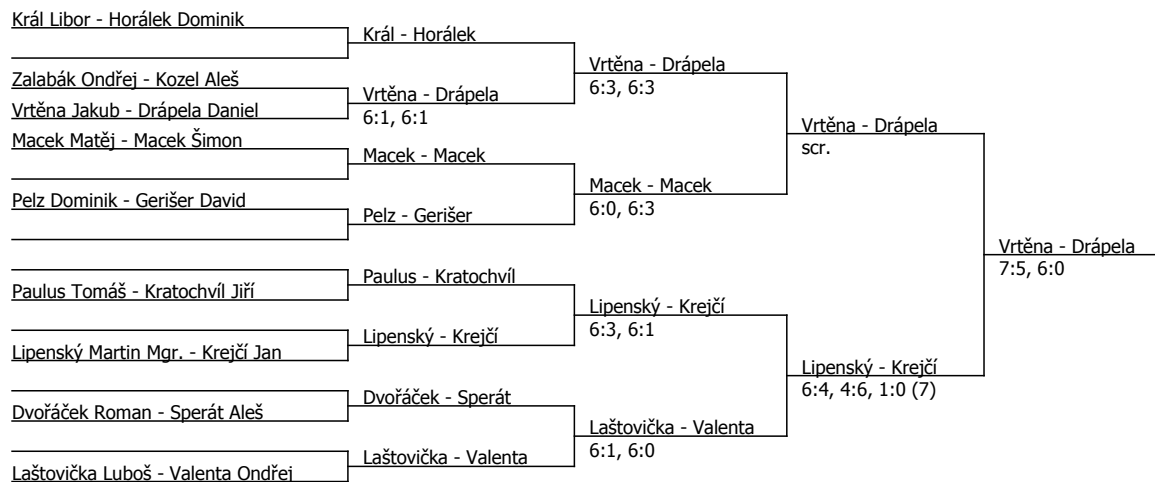 Král Libor - Horálek Dominik
Zalabák Ondřej - Kozel Aleš
Vrtěna Jakub - Drápela Daniel
Macek Matěj - Macek Šimon
Pelz Dominik - Gerišer David
Paulus Tomáš - Kratochvíl Jiří
Lipenský Martin Mgr. - Krejčí Jan
Dvořáček Roman - Sperát Aleš
Laštovička Luboš - Valenta Ondřej
Král - Horálek
Vrtěna - Drápela
6:1, 6:1
Macek - Macek
Pelz - Gerišer
Paulus - Kratochvíl
Lipenský - Krejčí
Dvořáček - Sperát
Laštovička - Valenta
Vrtěna - Drápela
6:3, 6:3
Macek - Macek
6:0, 6:3
Lipenský - Krejčí
6:3, 6:1
Laštovička - Valenta
6:1, 6:0
Vrtěna - Drápela
scr.
Lipenský - Krejčí
6:4, 4:6, 1:0 (7)
Vrtěna - Drápela
7:5, 6:0